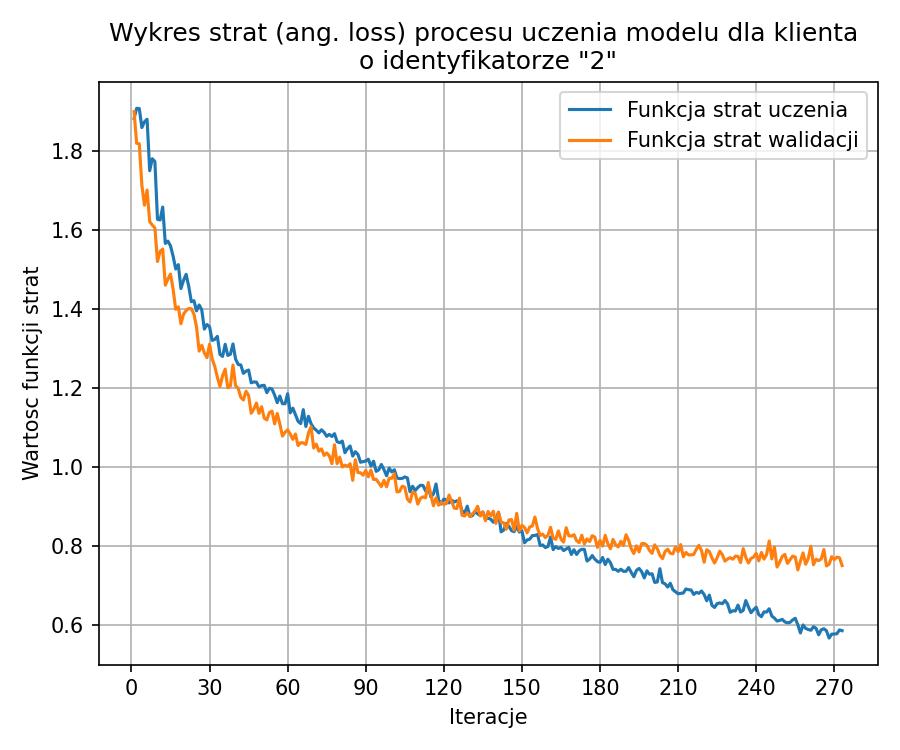 Wykres strat (ang. loss) procesu uczenia modelu dla klienta
o identyfikatorze "2"
Funkcja strat uczenia
Funkcja strat walidacji
Wartosc funkcji strat
1.8
1.6
1.4
1.2
1.0
0.8
0.6
0 30 60 90 120 150 180 210 240 270
Iteracje